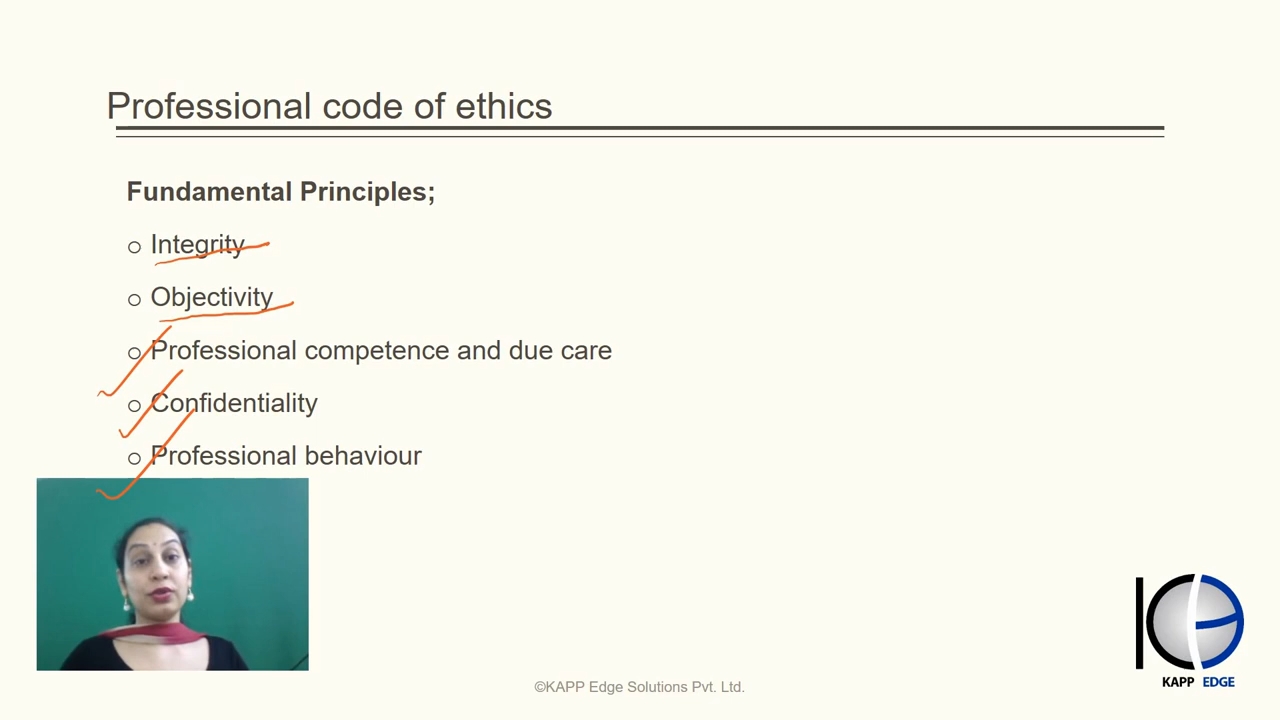 Professional code of ethics
Fundamental Principles;
Integrity
Objectivity
Professional competence and due care
Confidentiality
Professional behaviour
KAPP EDGE
©KAPP Edge Solutions Pvt. Ltd.